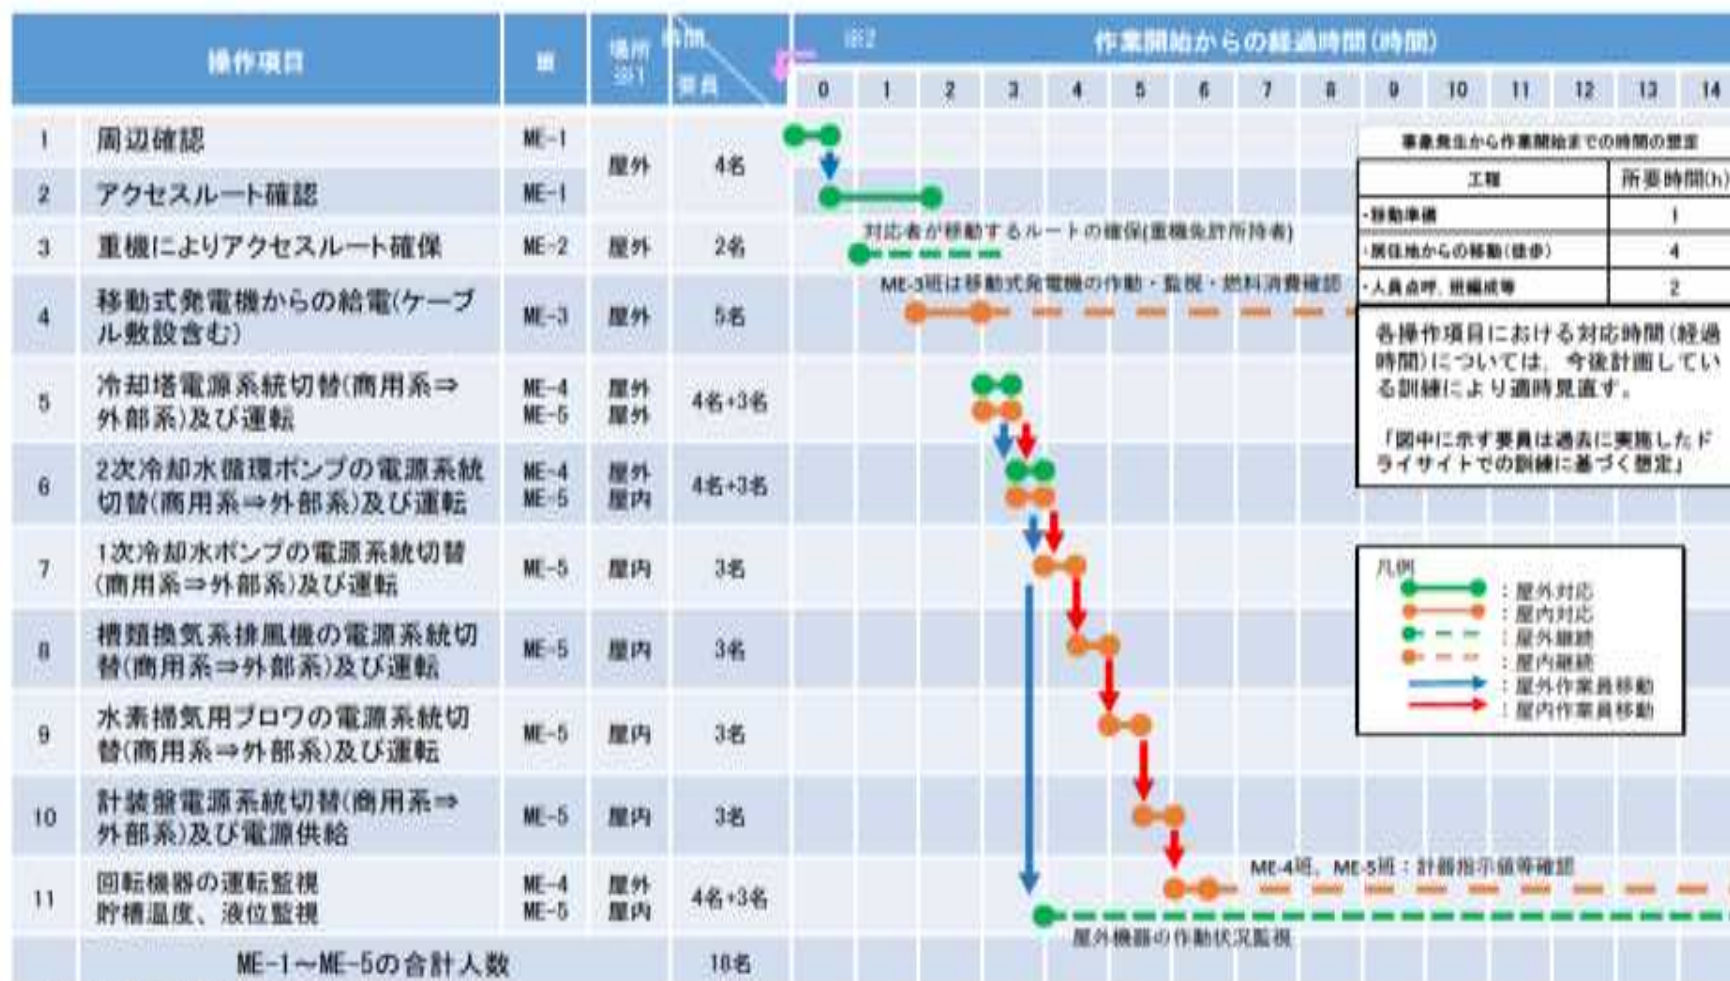 操作項目
班
場所
※1
時間
要員
※2
作業開始からの経過時間(時間)
0 1 2 3 4 5 6 7 8 9 10 11 12 13 14
1 周辺確認 ME-1 屋外 4名
2 アクセスルート確認 ME-1
3 重機によりアクセスルート確保 ME-2 屋外 2名
対応者が移動するルートの確保(重機免許所持者)
4 移動式発電機からの給電(ケーブ
ル敷設含む) ME-3 屋外 5名
ME-3班は移動式発電機の作動・監視・燃料消費確認
5 冷却塔電源系統切替(商用系⇒ ME-4 屋外 4名+3名
外部系)及び運転 ME-5 屋外
6 2次冷却水循環ポンプの電源系統 ME-4 屋外 4名+3名
切替(商用系⇒外部系)及び運転 ME-5 屋内
7 1次冷却水ポンプの電源系統切替
(商用系⇒外部系)及び運転 ME-5 屋内 3名
8 槽類換気系排風機の電源系統切
替(商用系⇒外部系)及び運転 ME-5 屋内 3名
9 水素掃気用ブロワの電源系統切
替(商用系⇒外部系)及び運転 ME-5 屋内 3名
10 計装盤電源系統切替(商用系⇒
外部系)及び電源供給 ME-5 屋内 3名
11 回転機器の運転監視 ME-4 屋外 4名+3名
貯槽温度、液位監視 ME-5 屋内
ME-4班, ME-5班：計器指示値等確認
屋外機器の作動状況監視
ME-1～ME-5の合計人数 18名
事象発生から作業開始までの時間の想定
工程 所要時間(h)
・移動準備 1
・居住地からの移動(徒歩) 4
・人員点呼, 班編成等 2
各操作項目における対応時間(経過
時間)については, 今後計画してい
る訓練により適時見直す。
「図中に示す要員は過去に実施したド
ライサイトでの訓練に基づく想定」
凡例
：屋外対応
：屋内対応
：屋外継続
：屋内継続
：屋外作業員移動
：屋内作業員移動